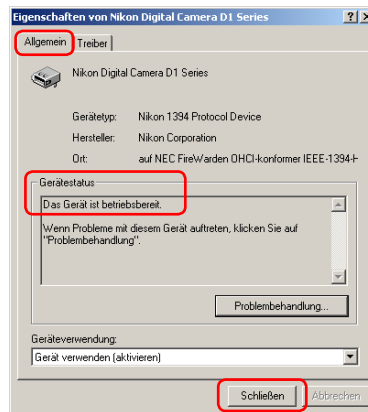 Eigenschaften von Nikon Digital Camera D1 Series
Allgemein Treiber
Nikon Digital Camera D1 Series
Gerätetyp: Nikon 1394 Protocol Device
Hersteller: Nikon Corporation
Ort: auf NEC FireWarden OHCI-konformer IEEE-1394-H
Gerätestatus
Das Gerät ist betriebsbereit.
Wenn Probleme mit diesem Gerät auftreten, klicken Sie auf
"Problembehandlung".
Problembehandlung...
Geräteverwendung:
Gerät verwenden (aktivieren)
Schließen Abbrechen